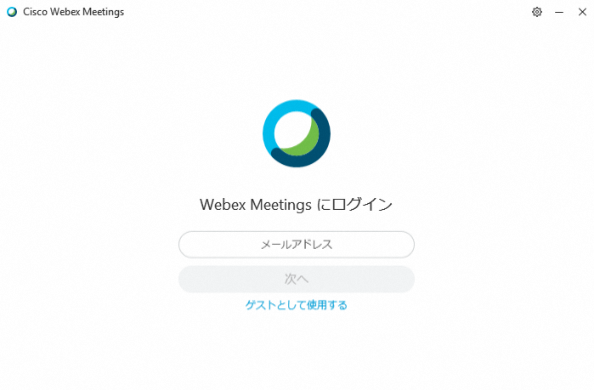 Cisco Webex Meetings
Webex Meetings にログイン
メールアドレス
次へ
ゲストとして使用する